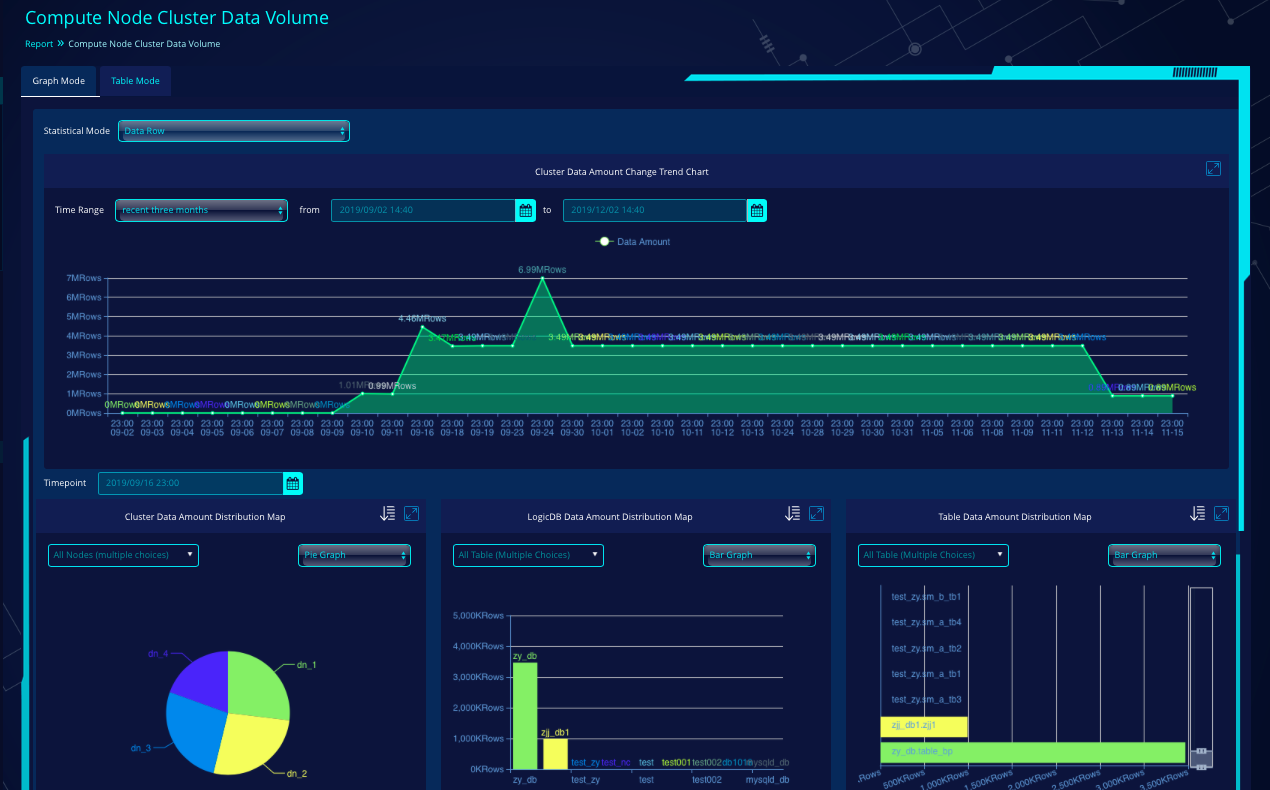 Compute Node Cluster Data Volume
Report » Compute Node Cluster Data Volume
Graph Mode Table Mode
Statistical Mode Data Row
Cluster Data Amount Change Trend Chart
Time Range recent three months from 2019/09/02 14:40 to 2019/12/02 14:40
Data Amount
6.99MRows
7MRows
6MRows
5MRows
4.46MRows
4MRows
3.49MRows 3.49MRows 3.49MRows 3.49MRows 3.49MRows 3.49MRows
3MRows
2MRows
1.01M 0.99MRows 0.89MRows 0.89MRows
1MRows
0MRows 0MRows 0MRows 0MRows 0MRows 0MRows 0MRows 0MRows
0MRows
23:00 23:00 23:00 23:00 23:00 23:00 23:00 23:00 23:00 23:00 23:00 23:00 23:00 23:00 23:00 23:00 23:00 23:00 23:00 23:00 23:00 23:00 23:00 23:00 23:00 23:00 23:00 23:00 23:00 23:00 23:00 23:00 23:00 23:00 23:00 23:00
09-02 09-03 09-04 09-05 09-06 09-07 09-08 09-09 09-10 09-11 09-16 09-18 09-19 09-23 09-24 09-30 10-01 10-02 10-10 10-11 10-12 10-13 10-24 10-28 10-29 10-30 10-31 11-05 11-06 11-08 11-09 11-11 11-12 11-13 11-14 11-15
Timepoint 2019/09/16 23:00
Cluster Data Amount Distribution Map
All Nodes (multiple choices) Pie Graph
dn_4
dn_1
dn_3
dn_2
LogicDB Data Amount Distribution Map
All Table (Multiple Choices) Bar Graph
5,000KRows
4,000KRows
zy_db
3,000KRows
2,000KRows
zjj_db1
1,000KRows
test_zy test_nc test test001 test002 db101 mysqld_db
0KRows
zy_db test_zy test test002 mysqld_db
Table Data Amount Distribution Map
All Table (Multiple Choices) Bar Graph
test_zy.sm_b_tb1
test_zy.sm_a_tb4
test_zy.sm_a_tb2
test_zy.sm_a_tb1
test_zy.sm_a_tb3
zjj_db1.zjj1
zy_db.table_bp
Rows 500KRows 1,000KRows 1,500KRows 2,000KRows 2,500KRows 3,000KRows 3,500KRows